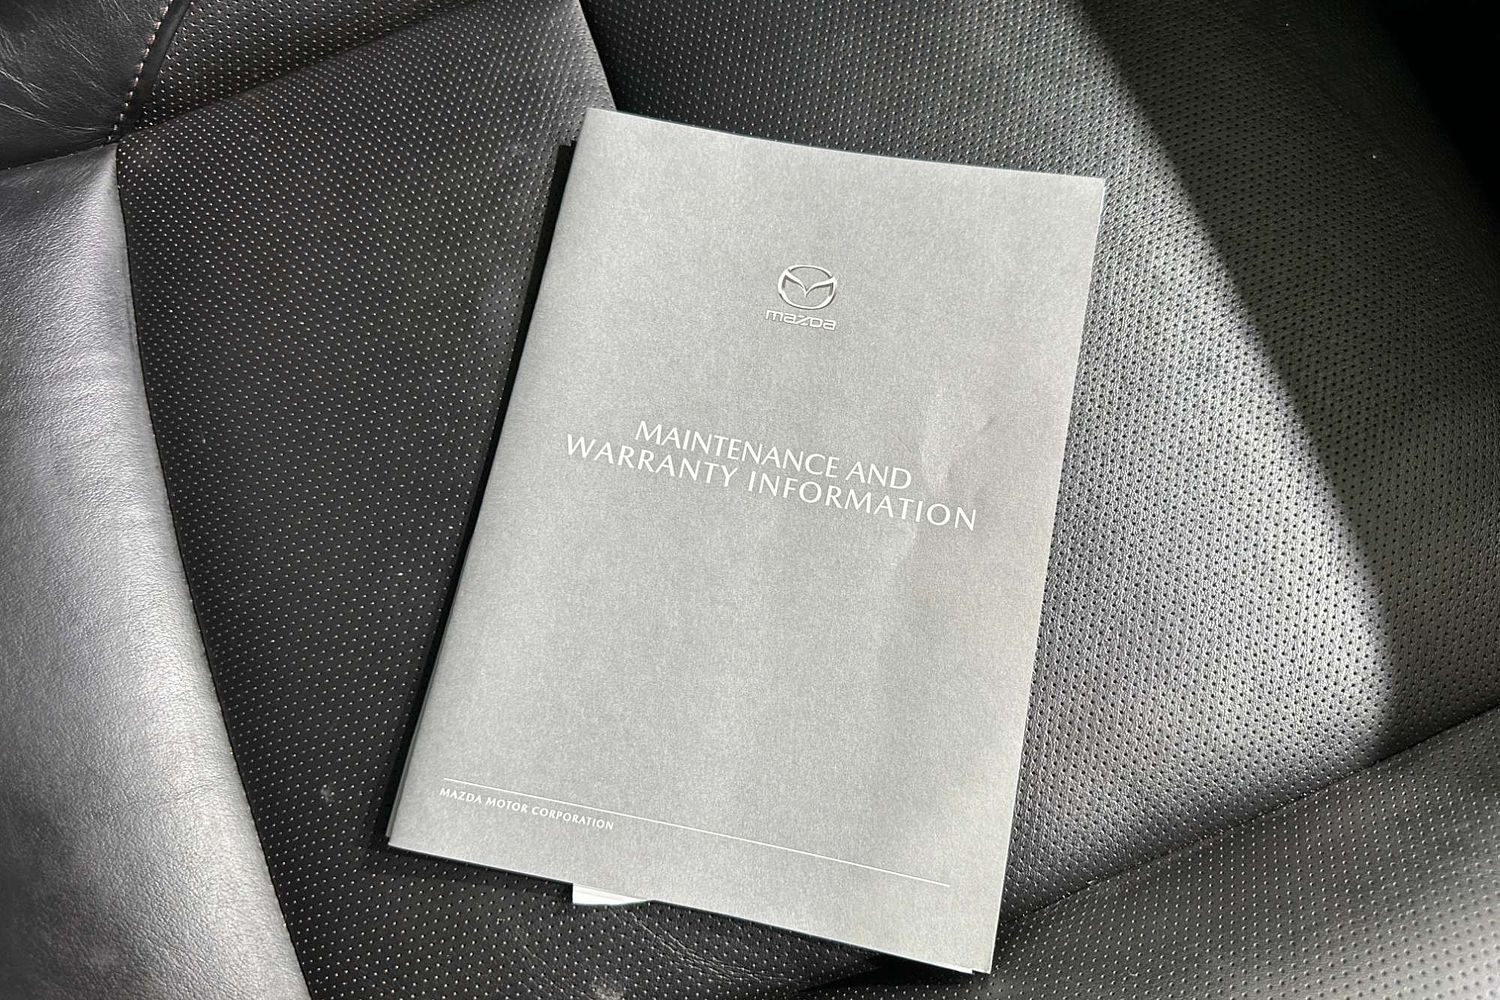 mazda
MAINTENANCE AND
WARRANTY INFORMATION
MAZDA MOTOR CORPORATION